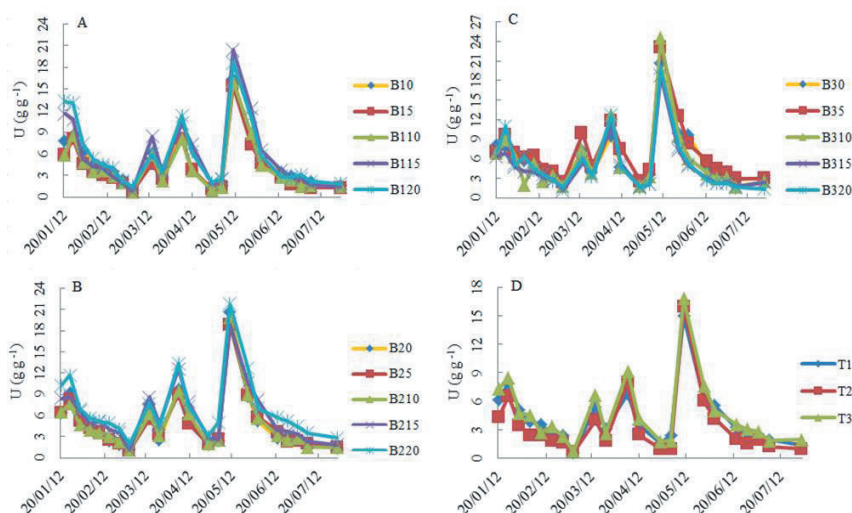 A
24
21
18
15
12
9
6
3
0
U (g g⁻¹)
20/01/12
20/02/12
20/03/12
20/04/12
20/05/12
20/06/12
20/07/12
B10
B15
B110
B115
B120
C
27
24
21
18
15
12
9
6
3
0
U (g g⁻¹)
20/01/12
20/02/12
20/03/12
20/04/12
20/05/12
20/06/12
20/07/12
B30
B35
B310
B315
B320
B
24
21
18
15
12
9
6
3
0
U (g g⁻¹)
20/01/12
20/02/12
20/03/12
20/04/12
20/05/12
20/06/12
20/07/12
B20
B25
B210
B215
B220
D
18
15
12
9
6
3
0
U (g g⁻¹)
20/01/12
20/02/12
20/03/12
20/04/12
20/05/12
20/06/12
20/07/12
T1
T2
T3